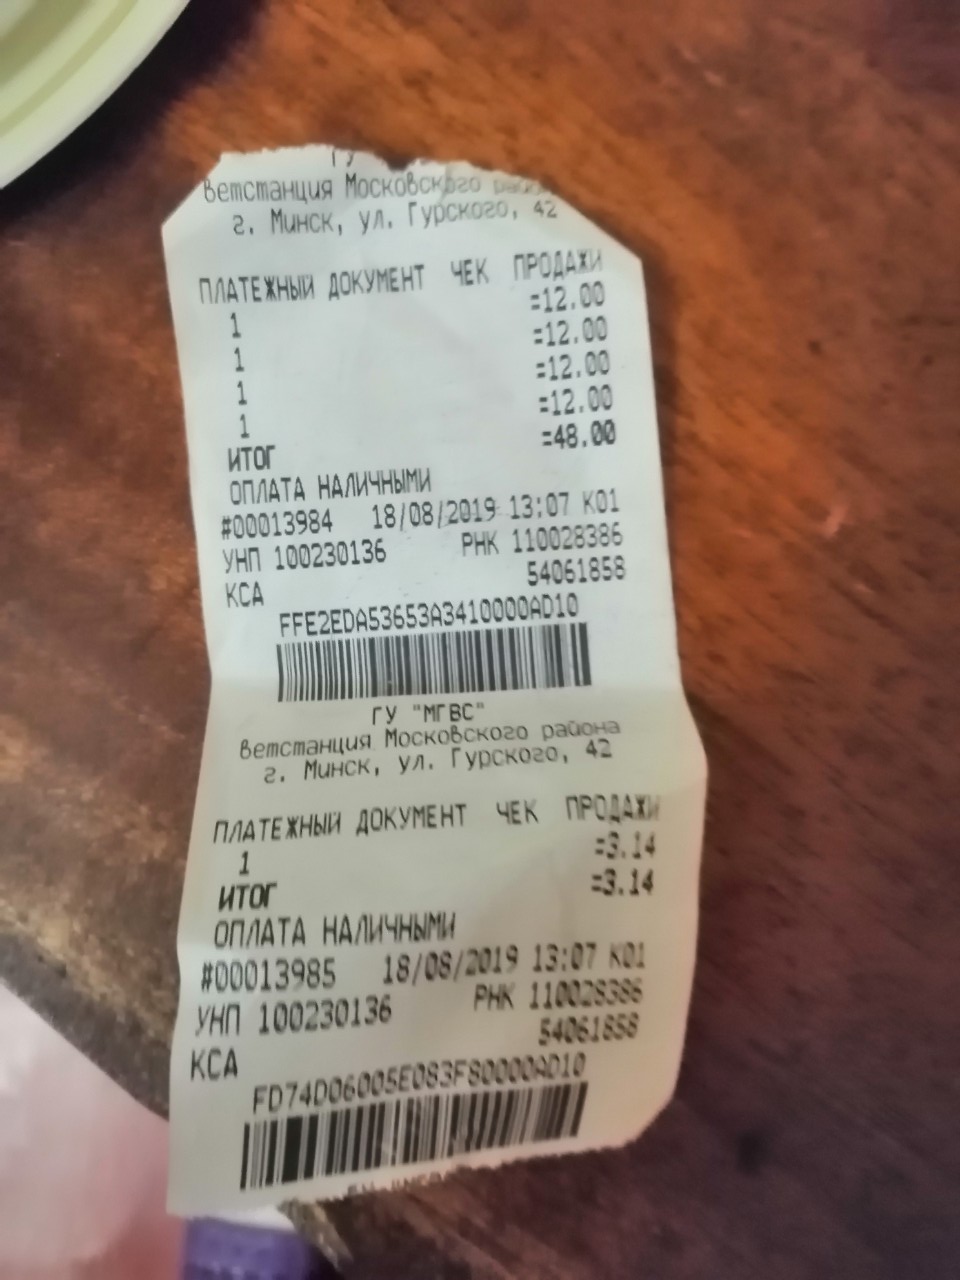 ГУ
Ветстанция Московского района
г. Минск, ул. Гурского, 42
ПЛАТЕЖНЫЙ ДОКУМЕНТ ЧЕК ПРОДАЖИ
1 =12.00
1 =12.00
1 =12.00
1 =12.00
ИТОГ =48.00
ОПЛАТА НАЛИЧНЫМИ
#00013984 18/08/2019 13:07 К01
УНП 100230136 РНК 110028386
КСА 54061858
FFE2EDA53653A3410000AD10
ГУ "МГВС"
Ветстанция Московского района
г. Минск, ул. Гурского, 42
ПЛАТЕЖНЫЙ ДОКУМЕНТ ЧЕК ПРОДАЖИ
1 =3.14
ИТОГ =3.14
ОПЛАТА НАЛИЧНЫМИ
#00013985 18/08/2019 13:07 К01
УНП 100230136 РНК 110028386
КСА 54061858
FD74D06005E083F80000AD10